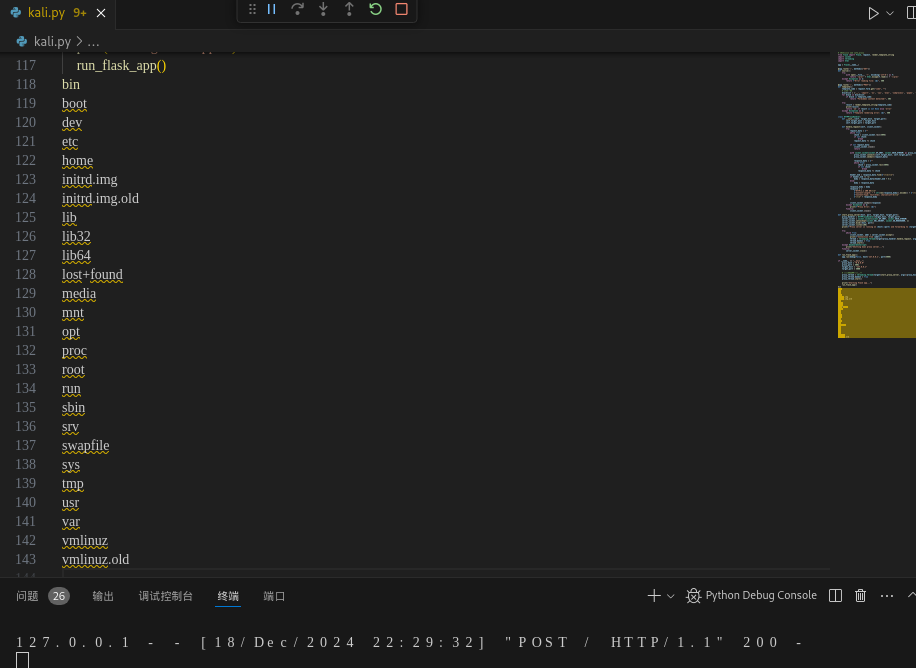 kali.py 9+
kali.py > ...
117 run_flask_app()
118 bin
119 boot
120 dev
121 etc
122 home
123 initrd.img
124 initrd.img.old
125 lib
126 lib32
127 lib64
128 lost+found
129 media
130 mnt
131 opt
132 proc
133 root
134 run
135 sbin
136 srv
137 swapfile
138 sys
139 tmp
140 usr
141 var
142 vmlinuz
143 vmlinuz.old
问题 26 输出 调试控制台 终端 端口 Python Debug Console
127.0.0.1 - - [18/Dec/2024 22:29:32] "POST / HTTP/1.1" 200 -